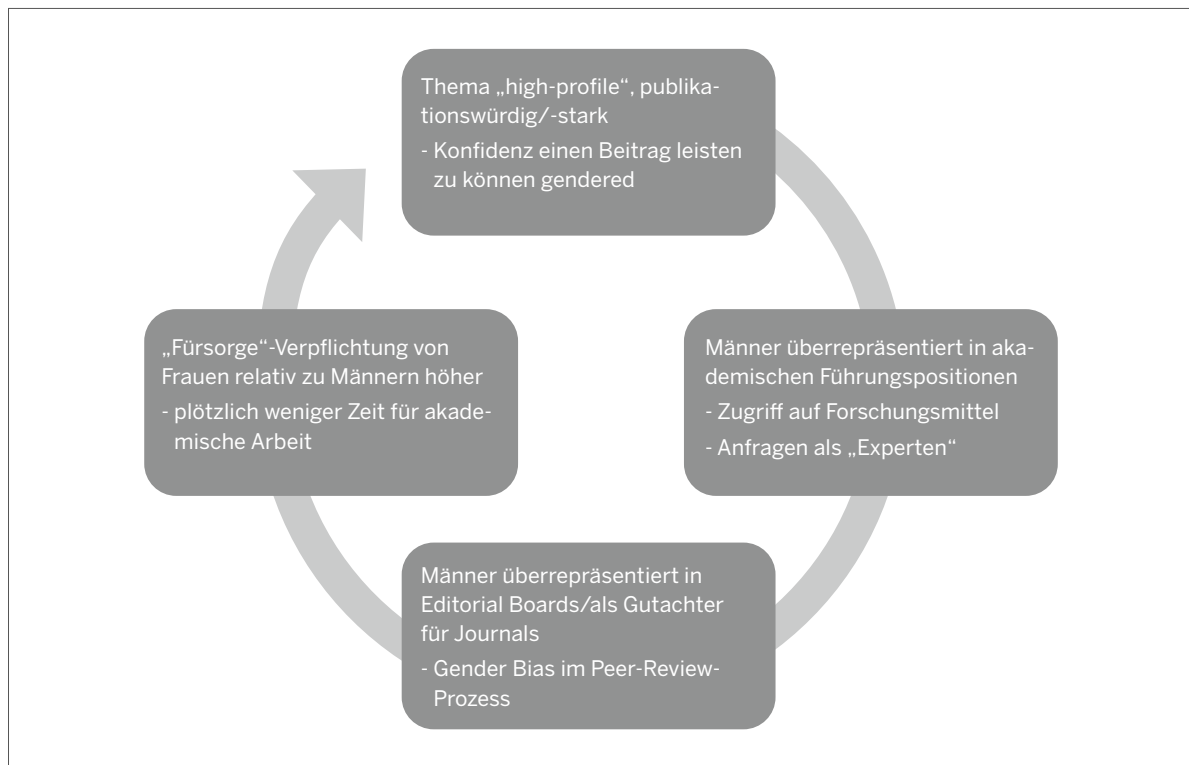 Thema „high-profile“, publika-
tionswürdig/-stark
- Konfidenz einen Beitrag leisten
zu können gendered
Männer überrepräsentiert in aka-
demischen Führungspositionen
- Zugriff auf Forschungsmittel
- Anfragen als „Experten“
Männer überrepräsentiert in
Editorial Boards/als Gutachter
für Journals
- Gender Bias im Peer-Review-
Prozess
„Fürsorge“-Verpflichtung von
Frauen relativ zu Männern höher
- plötzlich weniger Zeit für akade-
mische Arbeit